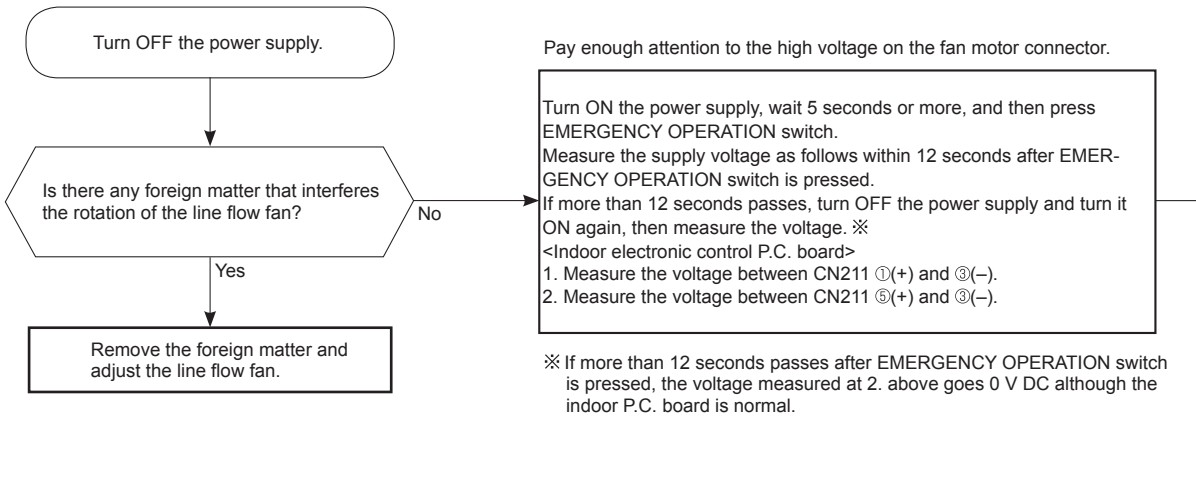 Turn OFF the power supply.
Is there any foreign matter that interferes
the rotation of the line flow fan?
No
Yes
Remove the foreign matter and
adjust the line flow fan.
Pay enough attention to the high voltage on the fan motor connector.
Turn ON the power supply, wait 5 seconds or more, and then press
EMERGENCY OPERATION switch.
Measure the supply voltage as follows within 12 seconds after EMER-
GENCY OPERATION switch is pressed.
If more than 12 seconds passes, turn OFF the power supply and turn it
ON again, then measure the voltage. ※
<Indoor electronic control P.C. board>
1. Measure the voltage between CN211 ①(+) and ③(–).
2. Measure the voltage between CN211 ⑤(+) and ③(–).
※ If more than 12 seconds passes after EMERGENCY OPERATION switch
is pressed, the voltage measured at 2. above goes 0 V DC although the
indoor P.C. board is normal.